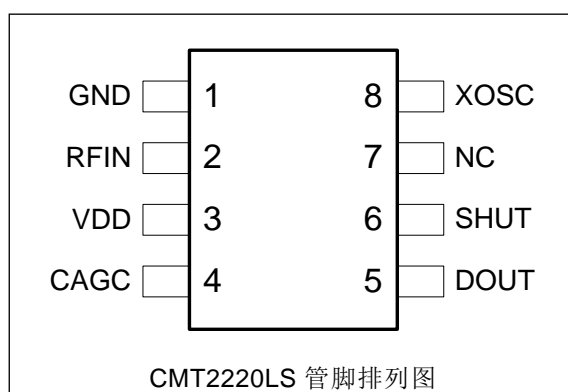 GND 1 8 XOSC
RFIN 2 7 NC
VDD 3 6 SHUT
CAGC 4 5 DOUT
CMT2220LS 管脚排列图